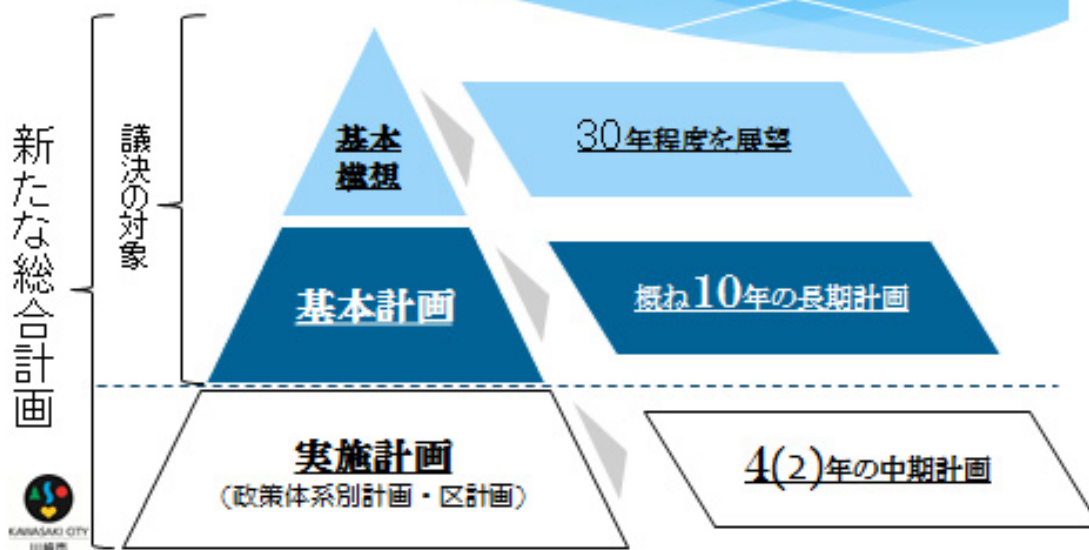 新たな総合計画
議決の対象
基本
構想
30年程度を展望
基本計画
概ね10年の長期計画
実施計画
(政策体系別計画・区計画)
4(2)年の中期計画
KAWASAKI CITY
川崎市